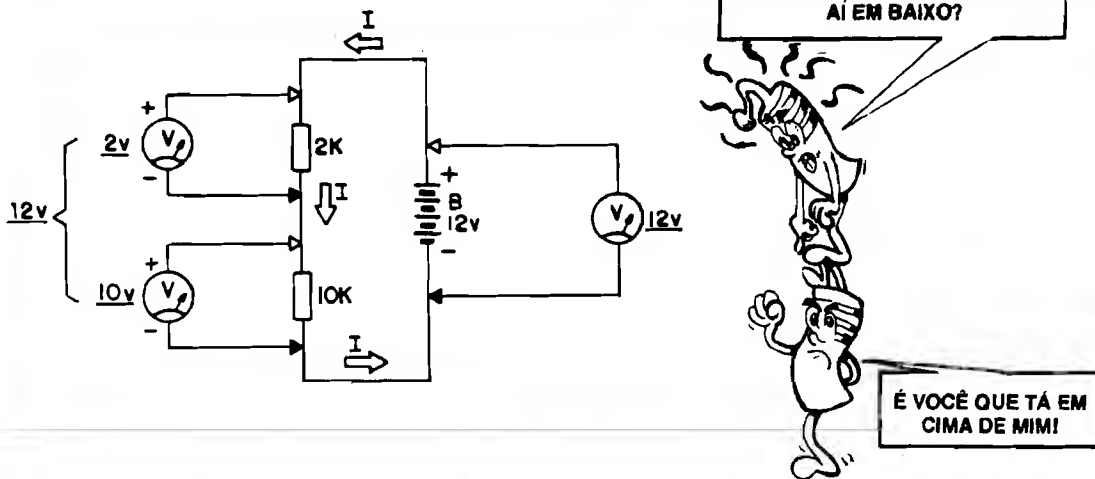 AÍ EM BAIXO?
I
+
V
2v
-
2K
I
12v
+
V
10v
-
10K
I
+
B
12v
-
V
12v
É VOCÊ QUE TÁ EM
CIMA DE MIM!